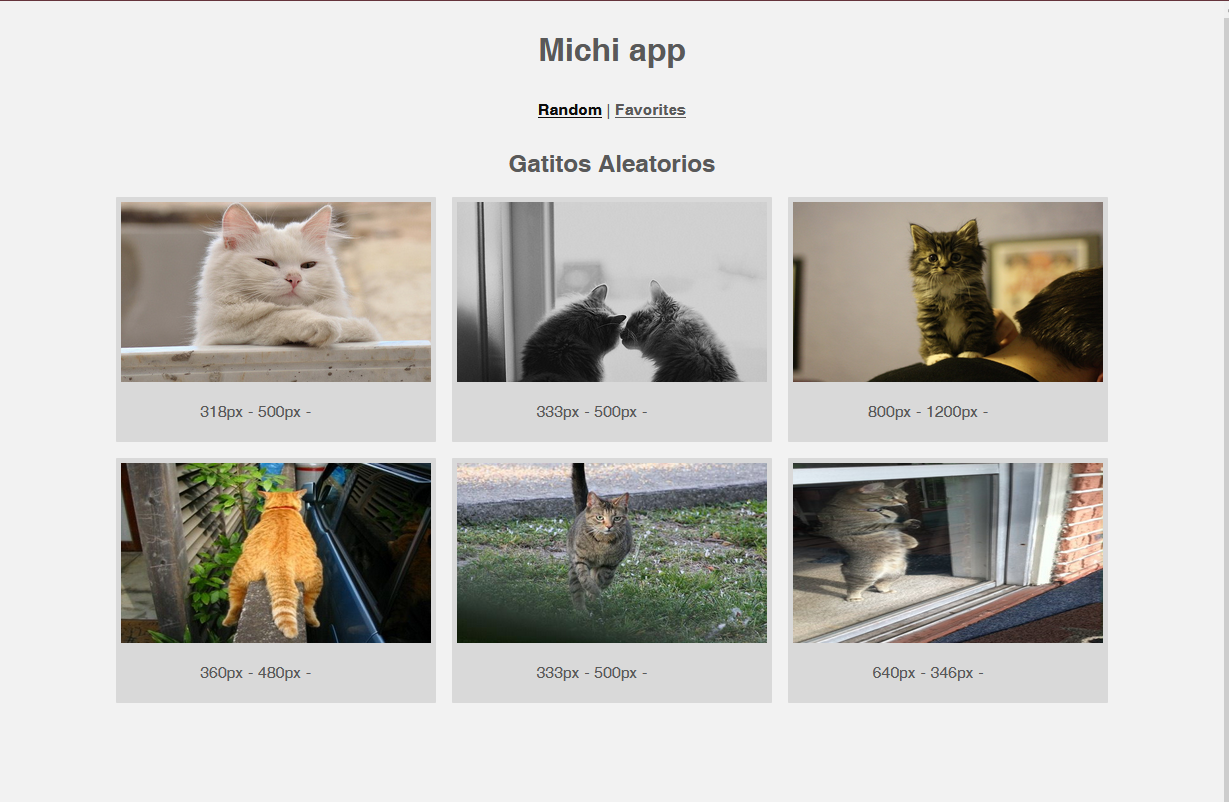 Michi app
Random | Favorites
Gatitos Aleatorios
318px - 500px -
333px - 500px -
800px - 1200px -
360px - 480px -
333px - 500px -
640px - 346px -